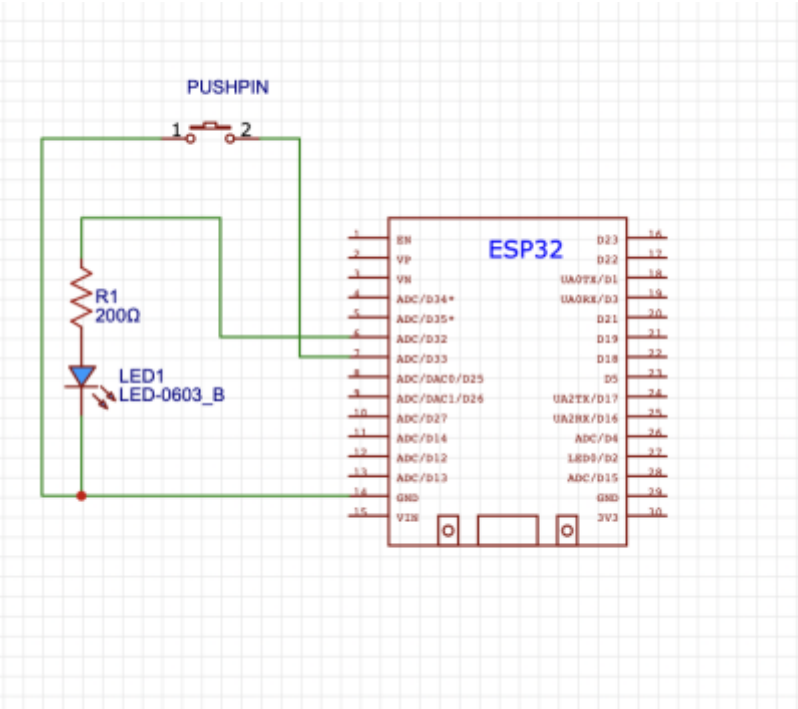 PUSHPIN
1 2
R1
200Ω
LED1
LED-0603_B
ESP32
1 EN
2 VP
3 VN
4 ADC/D34*
5 ADC/D35*
6 ADC/D32
7 ADC/D33
8 ADC/DAC0/D25
9 ADC/DAC1/D26
10 ADC/D27
11 ADC/D14
12 ADC/D12
13 ADC/D13
14 GND
15 VIN
D23 16
D22 17
UA0TX/D1 18
UA0RX/D3 19
D21 20
D19 21
D18 22
D5 23
UA2TX/D17 24
UA2RX/D16 25
ADC/D4 26
LED0/D2 27
ADC/D15 28
GND 29
3V3 30